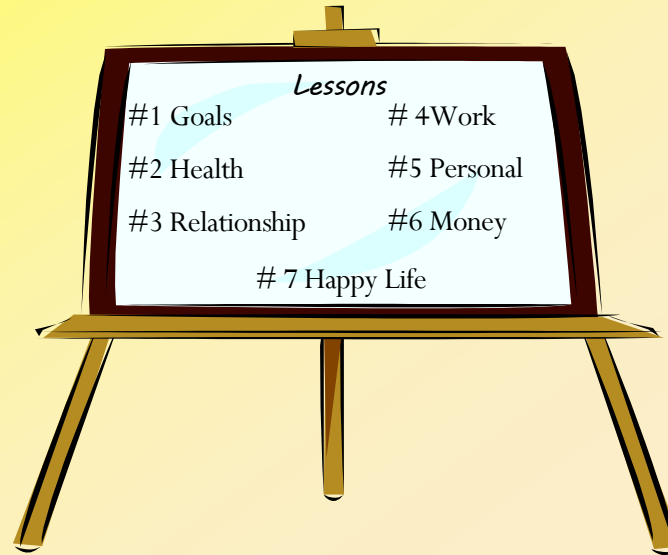 Lessons
#1 Goals # 4Work
#2 Health #5 Personal
#3 Relationship #6 Money
# 7 Happy Life